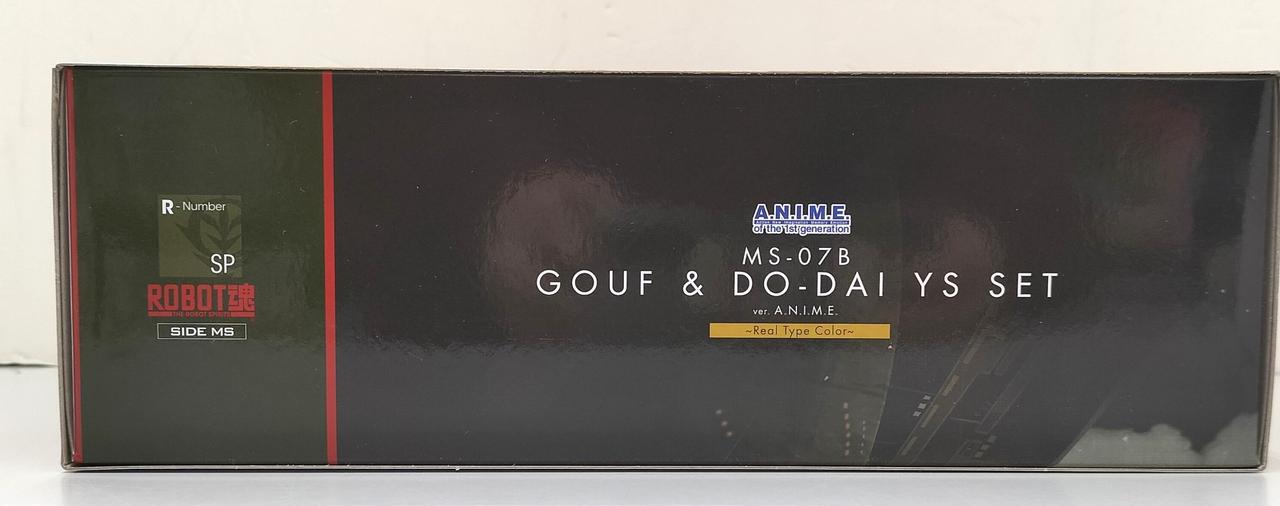 R - Number
SP
ROBOT魂
THE ROBOT SPIRITS
SIDE MS
A.N.I.M.E.
of the 1st generation
MS-07B
GOUF & DO-DAI YS SET
ver. A.N.I.M.E.
~Real Type Color~